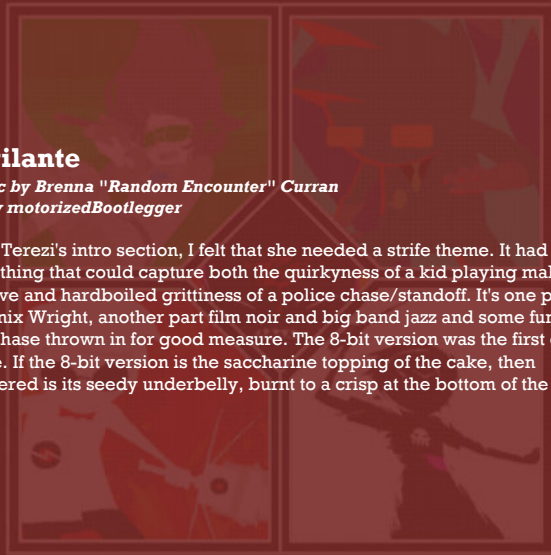 ilante
c by Brenna "Random Encounter" Curran
y motorizedBootlegger
Terezi's intro section, I felt that she needed a strife theme. It had
thing that could capture both the quirkyness of a kid playing mal
ve and hardboiled grittiness of a police chase/standoff. It's one p
nix Wright, another part film noir and big band jazz and some fur
hase thrown in for good measure. The 8-bit version was the first
e. If the 8-bit version is the saccharine topping of the cake, then
ered is its seedy underbelly, burnt to a crisp at the bottom of the